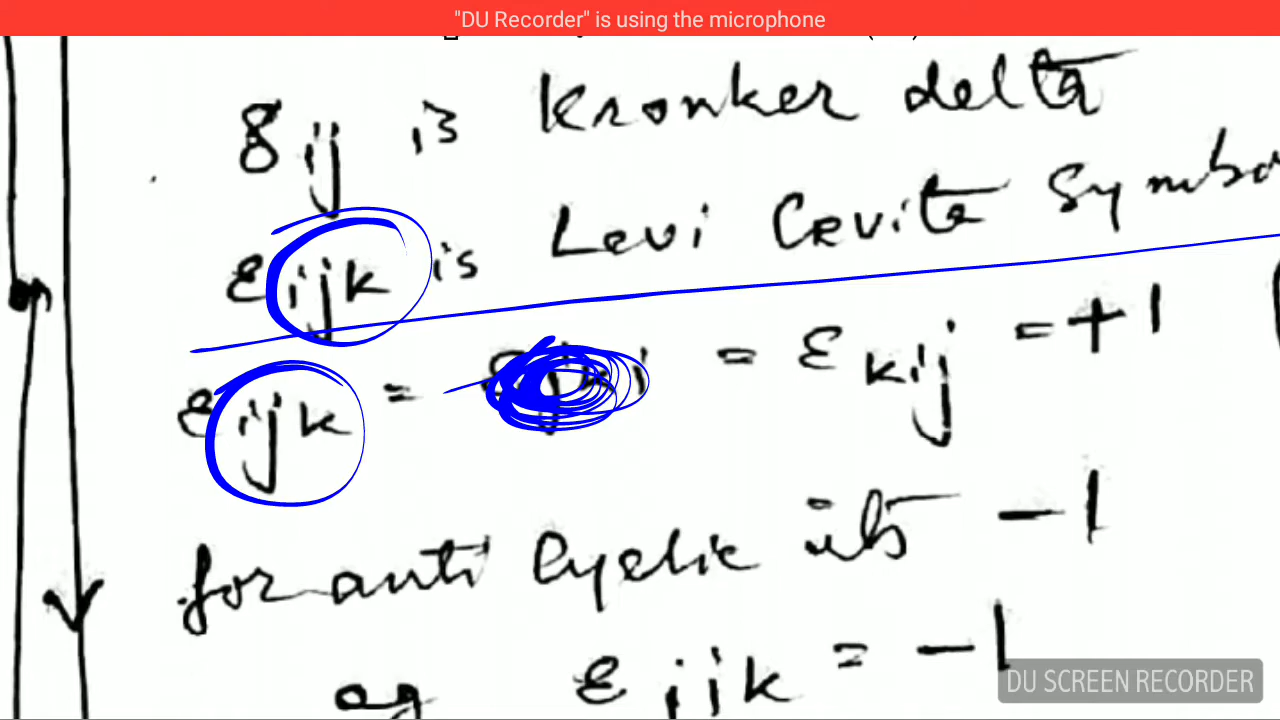 "DU Recorder" is using the microphone
δij is Kronker delta
εijk is Levi Cevite Symbo
εijk = = εkij = +1
for anti Cyclic its -1
εjik = -1
DU SCREEN RECORDER